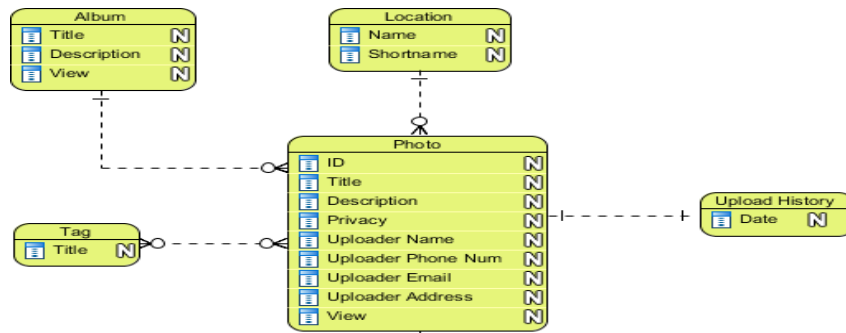 Album
Title N
Description N
View N
Location
Name N
Shortname N
Photo
ID N
Title N
Description N
Privacy N
Uploader Name N
Uploader Phone Num N
Uploader Email N
Uploader Address N
View N
Tag
Title N
Upload History
Date N